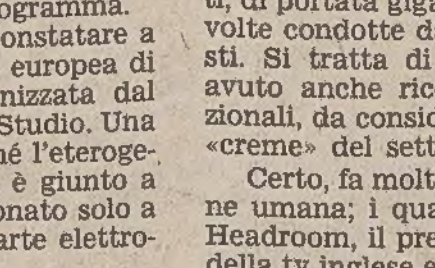 ogramma.
onstatare a
europea di
nizzata dal
Studio. Una
né l'eteroge-
è giunto a
onato solo a
arte elettro-
ti, di portata giga
volte condotte d
sti. Si tratta di
avuto anche ric
zionali, da consid
«creme» del sett
Certo, fa molt
ne umana; i qua
Headroom, il pre
della tv inglese e